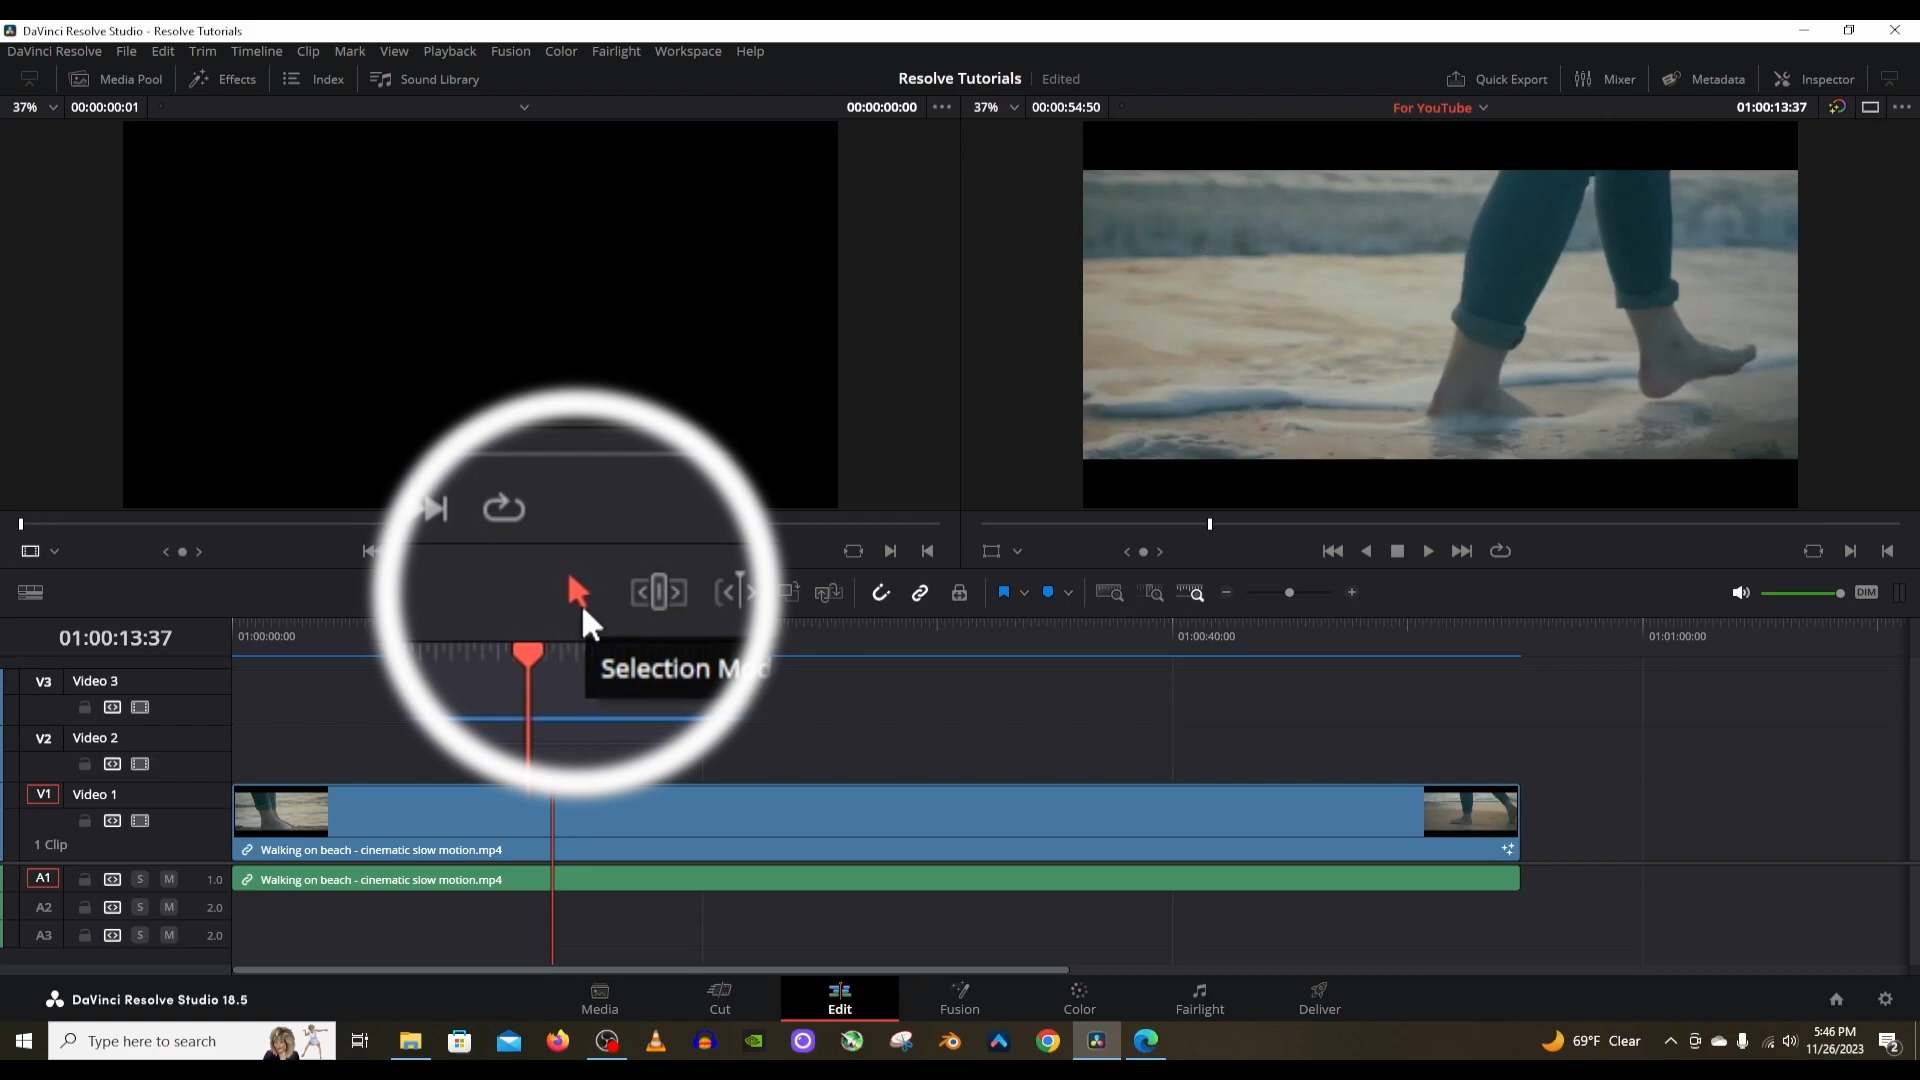 DaVinci Resolve Studio - Resolve Tutorials
DaVinci Resolve File Edit Trim Timeline Clip Mark View Playback Fusion Color Fairlight Workspace Help
Media Pool Effects Index Sound Library Resolve Tutorials Edited Quick Export Mixer Metadata Inspector
37% 00:00:00:01 00:00:00:00 37% 00:00:54:50 For YouTube 01:00:13:37
DIM
Selection
01:00:13:37 01:00:00:00 01:00:40:00 01:01:00:00
V3 Video 3
V2 Video 2
V1 Video 1
1 Clip
Walking on beach - cinematic slow motion.mp4
A1 S M 1.0 Walking on beach - cinematic slow motion.mp4
A2 S M 2.0
A3 S M 2.0
DaVinci Resolve Studio 18.5
Media Cut Edit Fusion Color Fairlight Deliver
Type here to search
69°F Clear
5:46 PM
11/26/2023
2